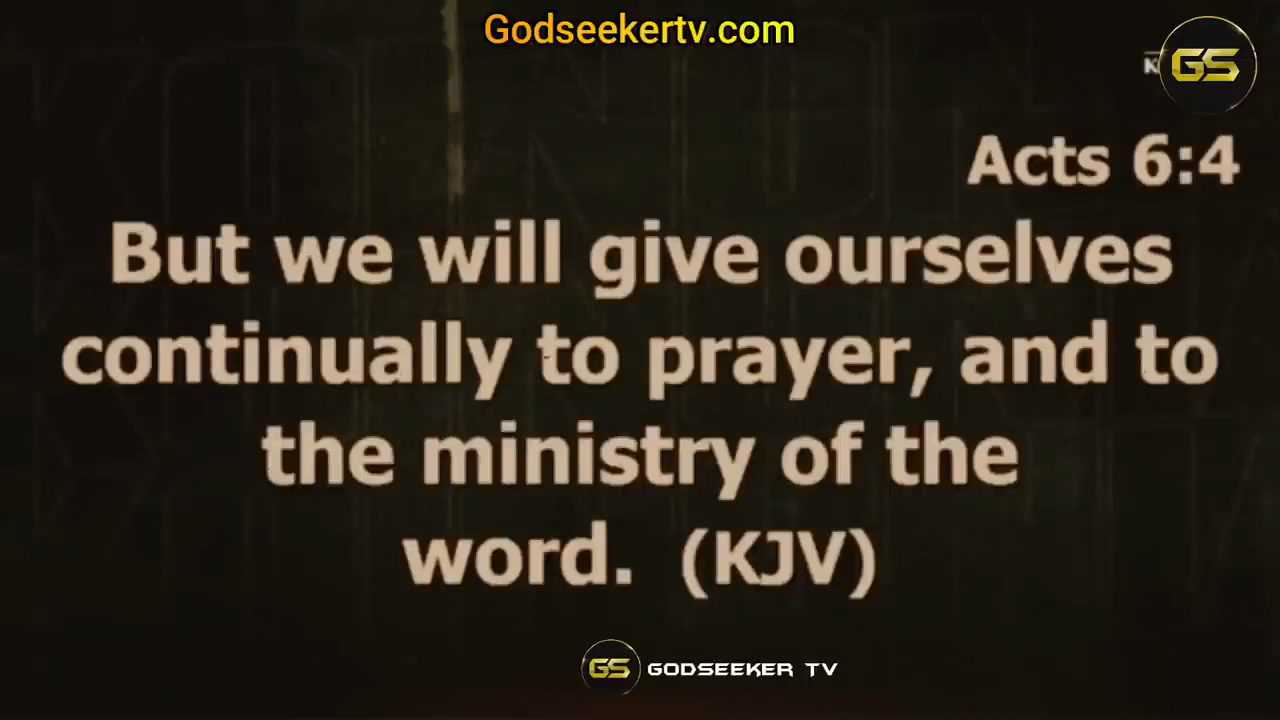 Godseekertv.com
GS
Acts 6:4
But we will give ourselves
continually to prayer, and to
the ministry of the
word. (KJV)
GS GODSEEKER TV